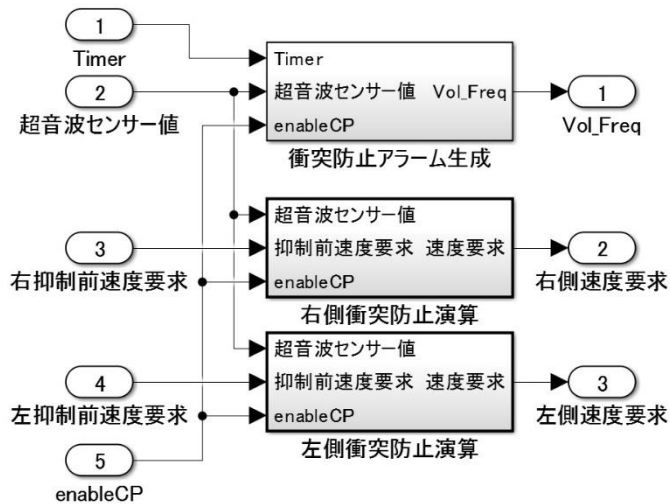 1
Timer
2
超音波センサー値
3
右抑制前速度要求
4
左抑制前速度要求
5
enableCP
Timer
超音波センサー値 Vol_Freq
enableCP
衝突防止アラーム生成
超音波センサー値
抑制前速度要求 速度要求
enableCP
右側衝突防止演算
超音波センサー値
抑制前速度要求 速度要求
enableCP
左側衝突防止演算
1
Vol_Freq
2
右側速度要求
3
左側速度要求